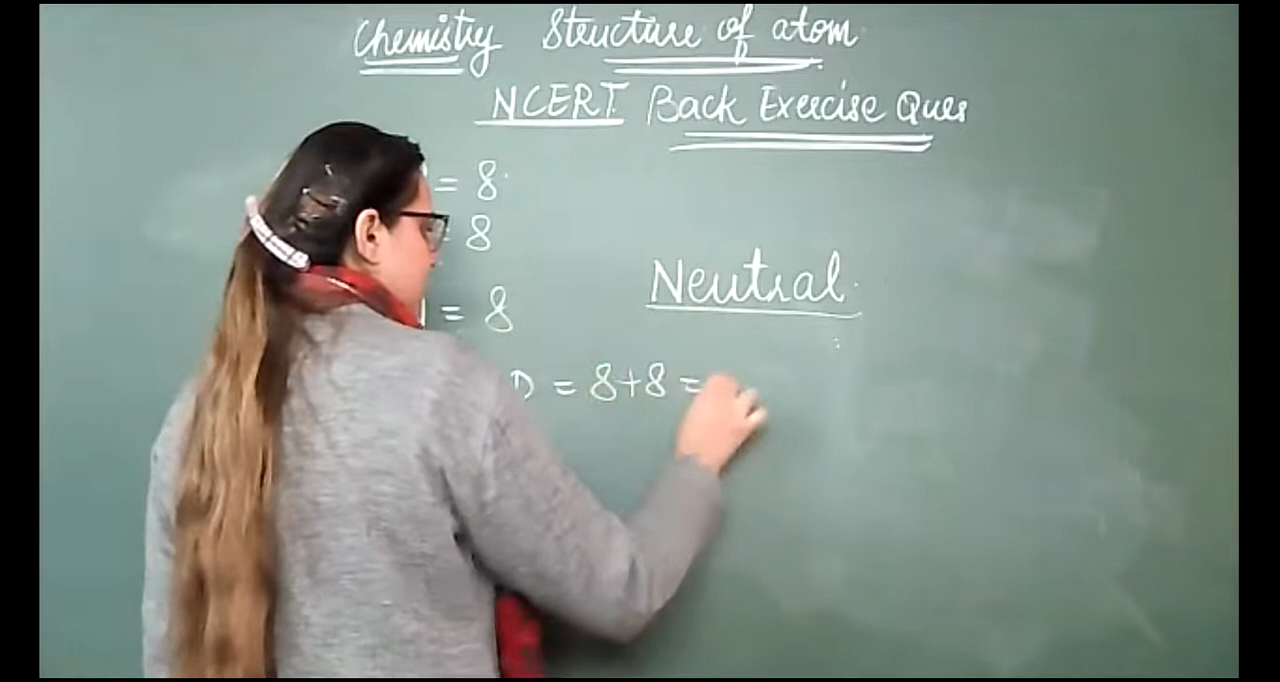 Chemistry Structure of atom
NCERT Back Exercise Ques
= 8
8
Neutral
= 8
= 8+8 =